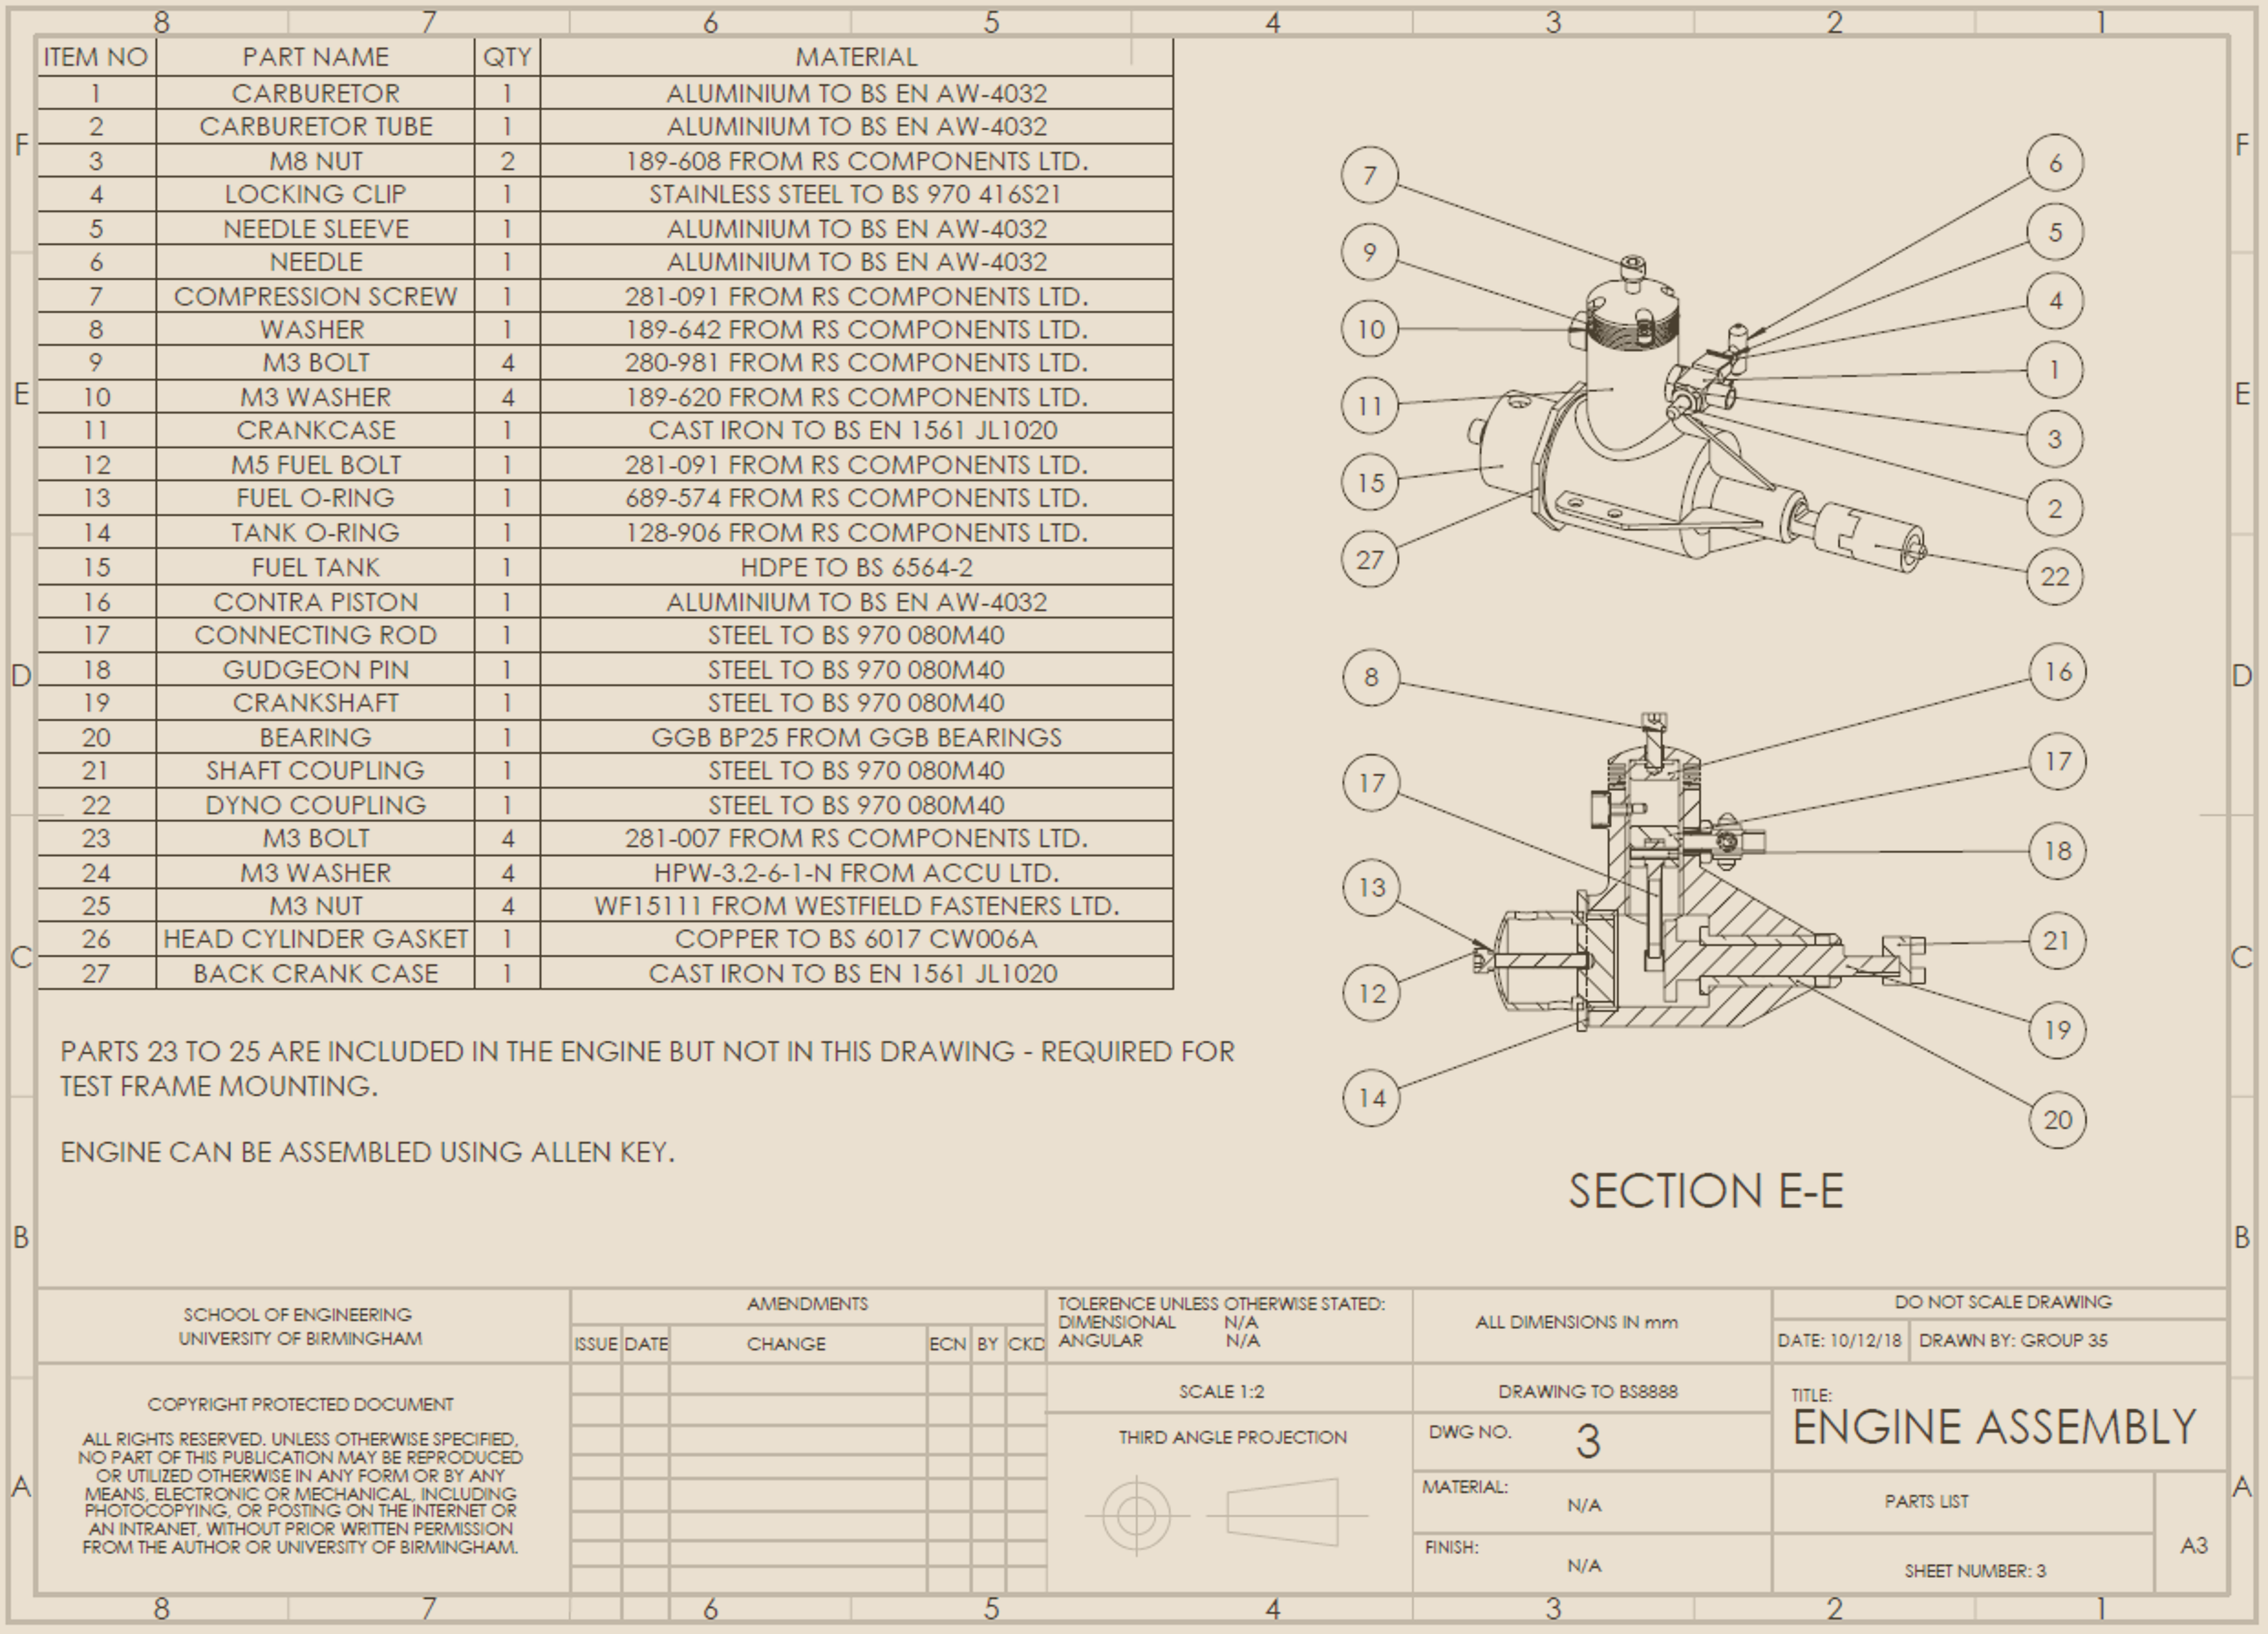 8 7 6 5 4 3 2 1
ITEM NO PART NAME QTY MATERIAL
1 CARBURETOR 1 ALUMINIUM TO BS EN AW-4032
2 CARBURETOR TUBE 1 ALUMINIUM TO BS EN AW-4032
3 M8 NUT 2 189-608 FROM RS COMPONENTS LTD.
4 LOCKING CLIP 1 STAINLESS STEEL TO BS 970 416S21
5 NEEDLE SLEEVE 1 ALUMINIUM TO BS EN AW-4032
6 NEEDLE 1 ALUMINIUM TO BS EN AW-4032
7 COMPRESSION SCREW 1 281-091 FROM RS COMPONENTS LTD.
8 WASHER 1 189-642 FROM RS COMPONENTS LTD.
9 M3 BOLT 4 280-981 FROM RS COMPONENTS LTD.
10 M3 WASHER 4 189-620 FROM RS COMPONENTS LTD.
11 CRANKCASE 1 CAST IRON TO BS EN 1561 JL1020
12 M5 FUEL BOLT 1 281-091 FROM RS COMPONENTS LTD.
13 FUEL O-RING 1 689-574 FROM RS COMPONENTS LTD.
14 TANK O-RING 1 128-906 FROM RS COMPONENTS LTD.
15 FUEL TANK 1 HDPE TO BS 6564-2
16 CONTRA PISTON 1 ALUMINIUM TO BS EN AW-4032
17 CONNECTING ROD 1 STEEL TO BS 970 080M40
18 GUDGEON PIN 1 STEEL TO BS 970 080M40
19 CRANKSHAFT 1 STEEL TO BS 970 080M40
20 BEARING 1 GGB BP25 FROM GGB BEARINGS
21 SHAFT COUPLING 1 STEEL TO BS 970 080M40
22 DYNO COUPLING 1 STEEL TO BS 970 080M40
23 M3 BOLT 4 281-007 FROM RS COMPONENTS LTD.
24 M3 WASHER 4 HPW-3.2-6-1-N FROM ACCU LTD.
25 M3 NUT 4 WF15111 FROM WESTFIELD FASTENERS LTD.
26 HEAD CYLINDER GASKET 1 COPPER TO BS 6017 CW006A
27 BACK CRANK CASE 1 CAST IRON TO BS EN 1561 JL1020
PARTS 23 TO 25 ARE INCLUDED IN THE ENGINE BUT NOT IN THIS DRAWING - REQUIRED FOR
TEST FRAME MOUNTING.
ENGINE CAN BE ASSEMBLED USING ALLEN KEY.
7
9
10
11
15
27
6
5
4
1
3
2
22
8
17
13
12
14
16
17
18
21
19
20
SECTION E-E
F
E
D
C
B
A
F
E
D
C
B
A
SCHOOL OF ENGINEERING
UNIVERSITY OF BIRMINGHAM
COPYRIGHT PROTECTED DOCUMENT
ALL RIGHTS RESERVED. UNLESS OTHERWISE SPECIFIED,
NO PART OF THIS PUBLICATION MAY BE REPRODUCED
OR UTILIZED OTHERWISE IN ANY FORM OR BY ANY
MEANS, ELECTRONIC OR MECHANICAL, INCLUDING
PHOTOCOPYING, OR POSTING ON THE INTERNET OR
AN INTRANET, WITHOUT PRIOR WRITTEN PERMISSION
FROM THE AUTHOR OR UNIVERSITY OF BIRMINGHAM.
AMENDMENTS
ISSUE DATE CHANGE ECN BY CKD
TOLERENCE UNLESS OTHERWISE STATED:
DIMENSIONAL N/A
ANGULAR N/A
SCALE 1:2
THIRD ANGLE PROJECTION
ALL DIMENSIONS IN mm
DRAWING TO BS8888
DWG NO. 3
MATERIAL:
N/A
FINISH:
N/A
DO NOT SCALE DRAWING
DATE: 10/12/18 DRAWN BY: GROUP 35
TITLE:
ENGINE ASSEMBLY
PARTS LIST
SHEET NUMBER: 3
A3
8 7 6 5 4 3 2 1